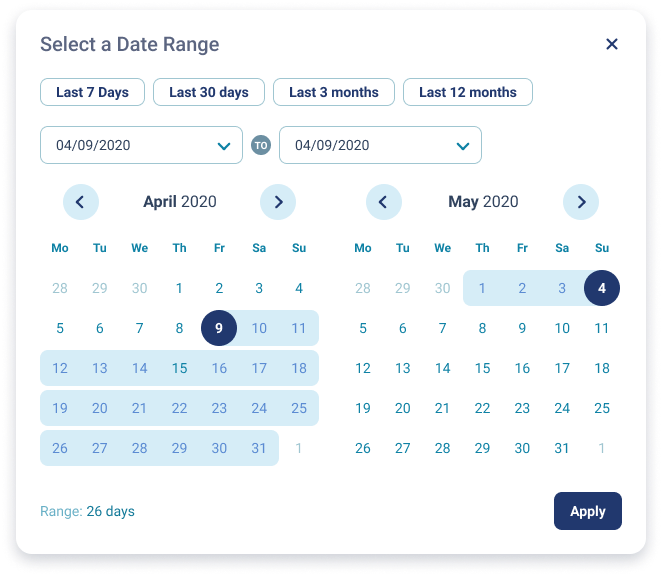 Select a Date Range
Last 7 Days Last 30 days Last 3 months Last 12 months
04/09/2020 TO 04/09/2020
April 2020 May 2020
Mo Tu We Th Fr Sa Su Mo Tu We Th Fr Sa Su
28 29 30 1 2 3 4 28 29 30 1 2 3 4
5 6 7 8 9 10 11 5 6 7 8 9 10 11
12 13 14 15 16 17 18 12 13 14 15 16 17 18
19 20 21 22 23 24 25 19 20 21 22 23 24 25
26 27 28 29 30 31 1 26 27 28 29 30 31 1
Range: 26 days Apply